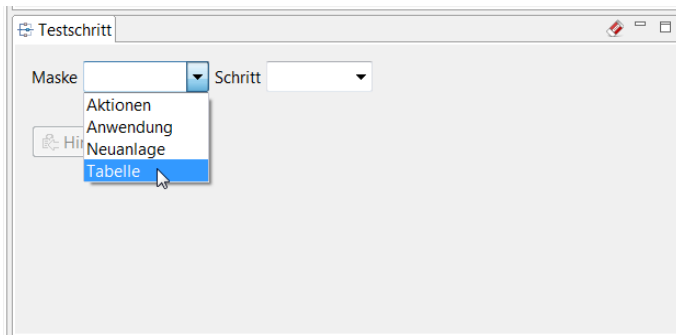 Testschritt
Maske Schritt
Aktionen
Anwendung
Neuanlage
Tabelle